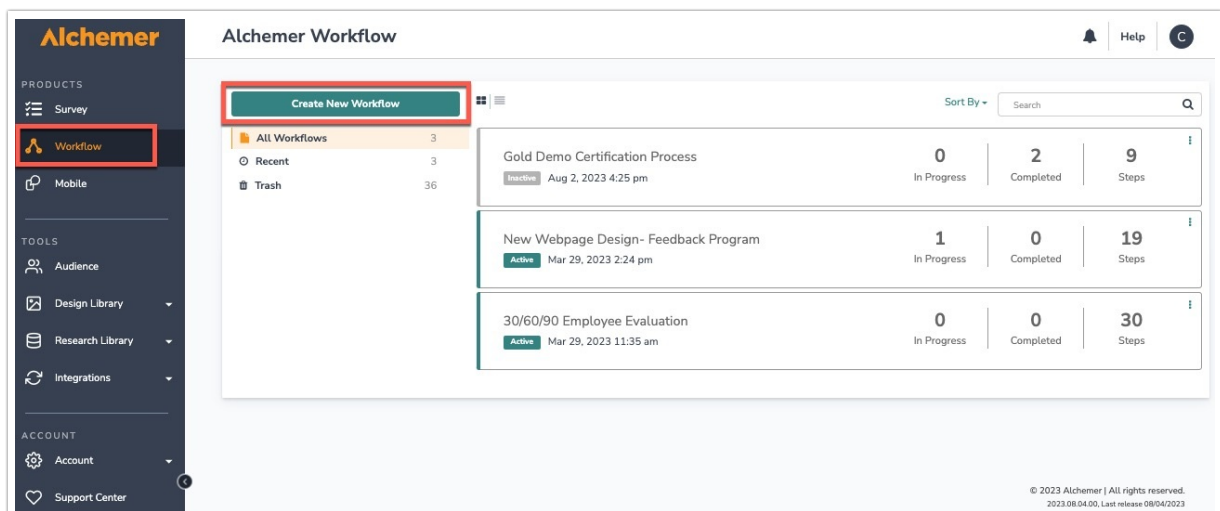 Alchemer
PRODUCTS
Survey
Workflow
Mobile
TOOLS
Audience
Design Library
Research Library
Integrations
ACCOUNT
Account
Support Center
Alchemer Workflow
Help
C
Create New Workflow
All Workflows 3
Recent 3
Trash 36
Sort By
Search
Gold Demo Certification Process
Inactive Aug 2, 2023 4:25 pm
0 2 9
In Progress Completed Steps
New Webpage Design- Feedback Program
Active Mar 29, 2023 2:24 pm
1 0 19
In Progress Completed Steps
30/60/90 Employee Evaluation
Active Mar 29, 2023 11:35 am
0 0 30
In Progress Completed Steps
© 2023 Alchemer | All rights reserved.
2023.08.04.00, Last release 08/04/2023